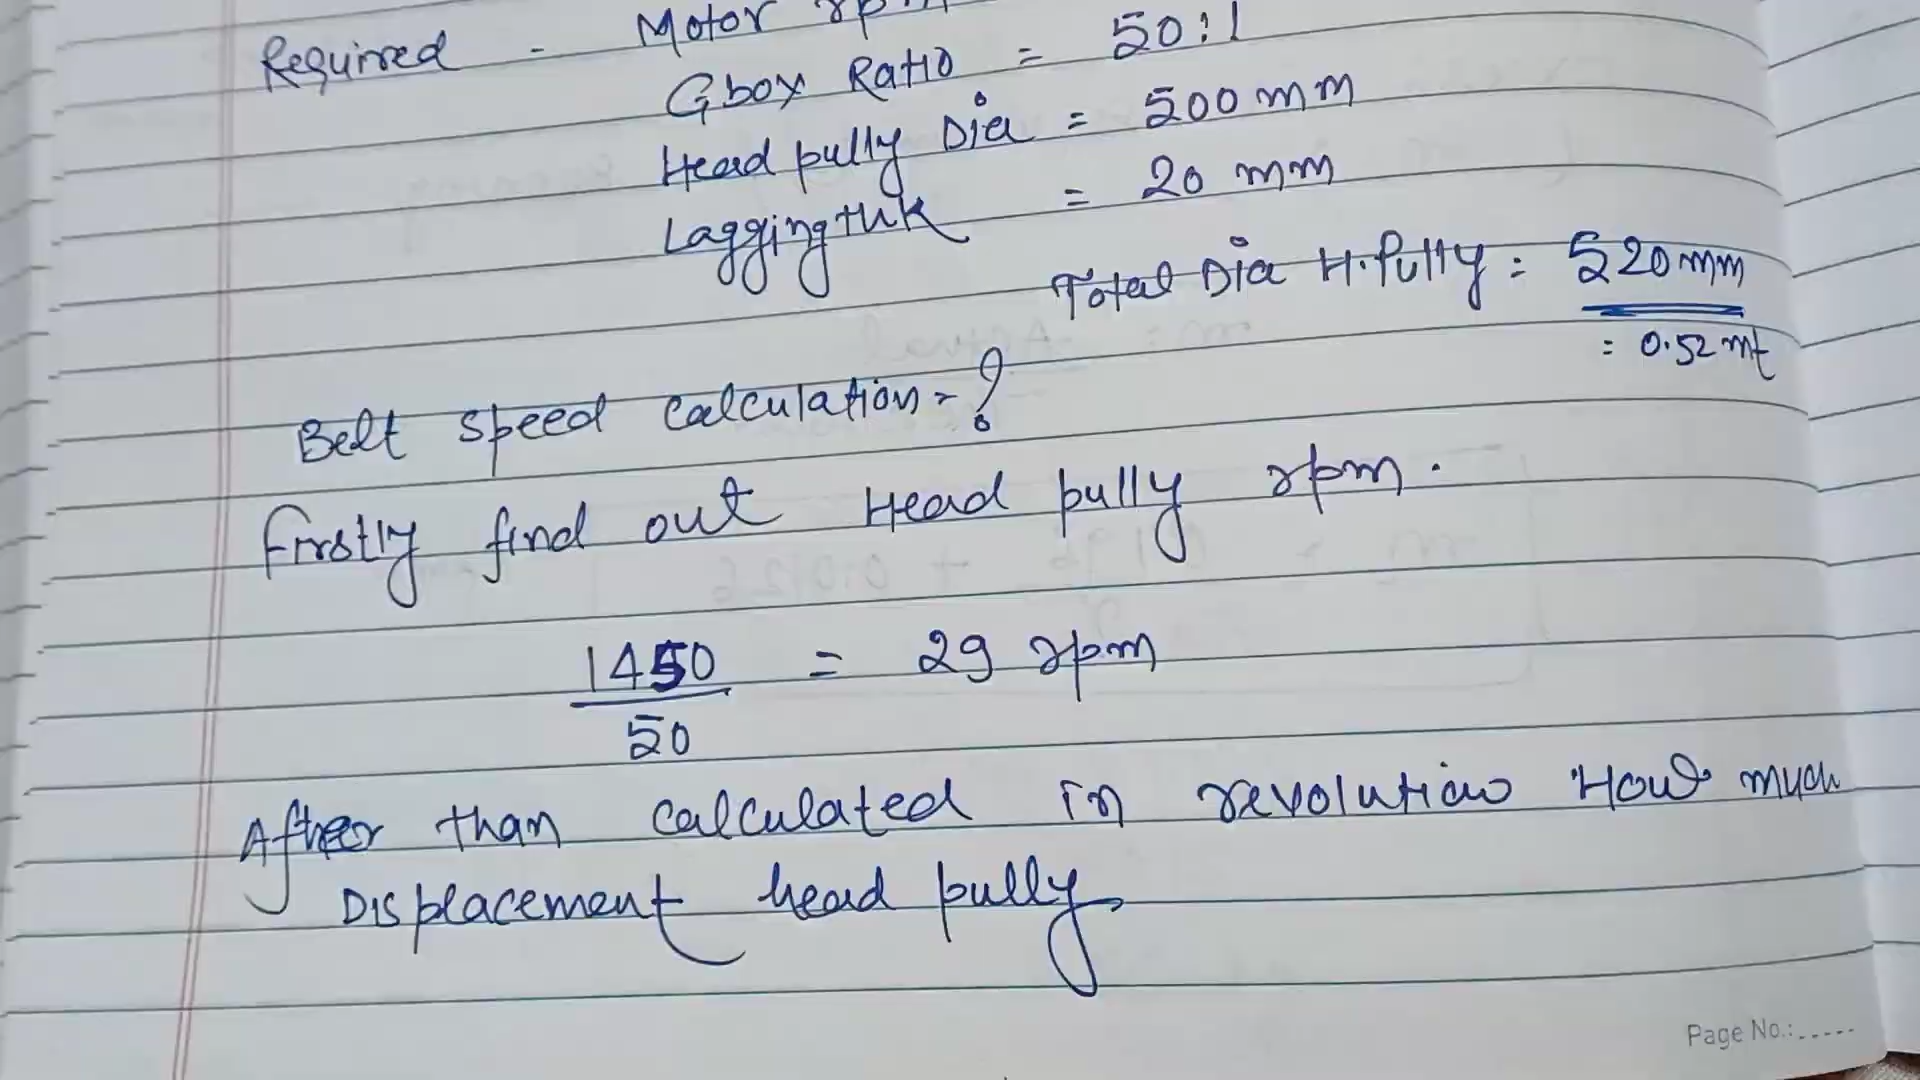 Required - Motor rpm
Gbox Ratio = 50:1
Head pully Dia = 500 mm
Lagging thk = 20 mm
Total Dia H.Pully = 520 mm
= 0.52 mt
Belt speed calculation = ?
Firstly find out Head pully rpm.
1450 = 29 rpm
50
After than calculated in revolution How much
Displacement head pully
Page No.:.....